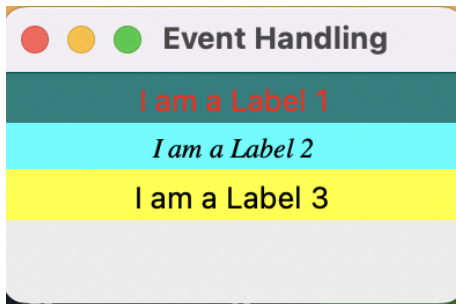 Event Handling
I am a Label 1
I am a Label 2
I am a Label 3